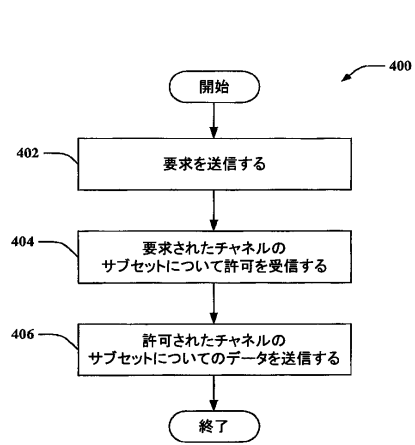 400
開始
402
要求を送信する
404
要求されたチャネルの
サブセットについて許可を受信する
406
許可されたチャネルの
サブセットについてのデータを送信する
終了